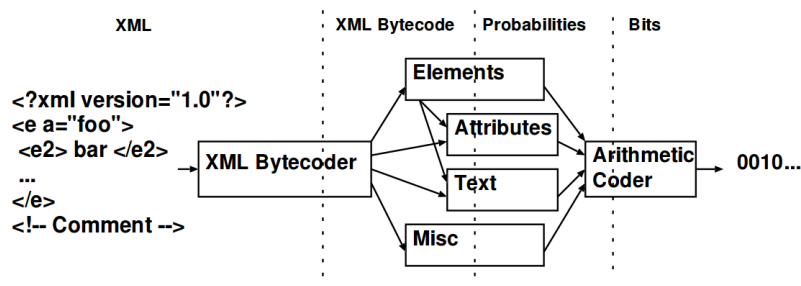 XML
XML Bytecode
Probabilities
Bits
<?xml version="1.0"?>
<e a="foo">
<e2> bar </e2>
...
</e>
<!-- Comment -->
XML Bytecoder
Elements
Attributes
Text
Misc
Arithmetic
Coder
0010...